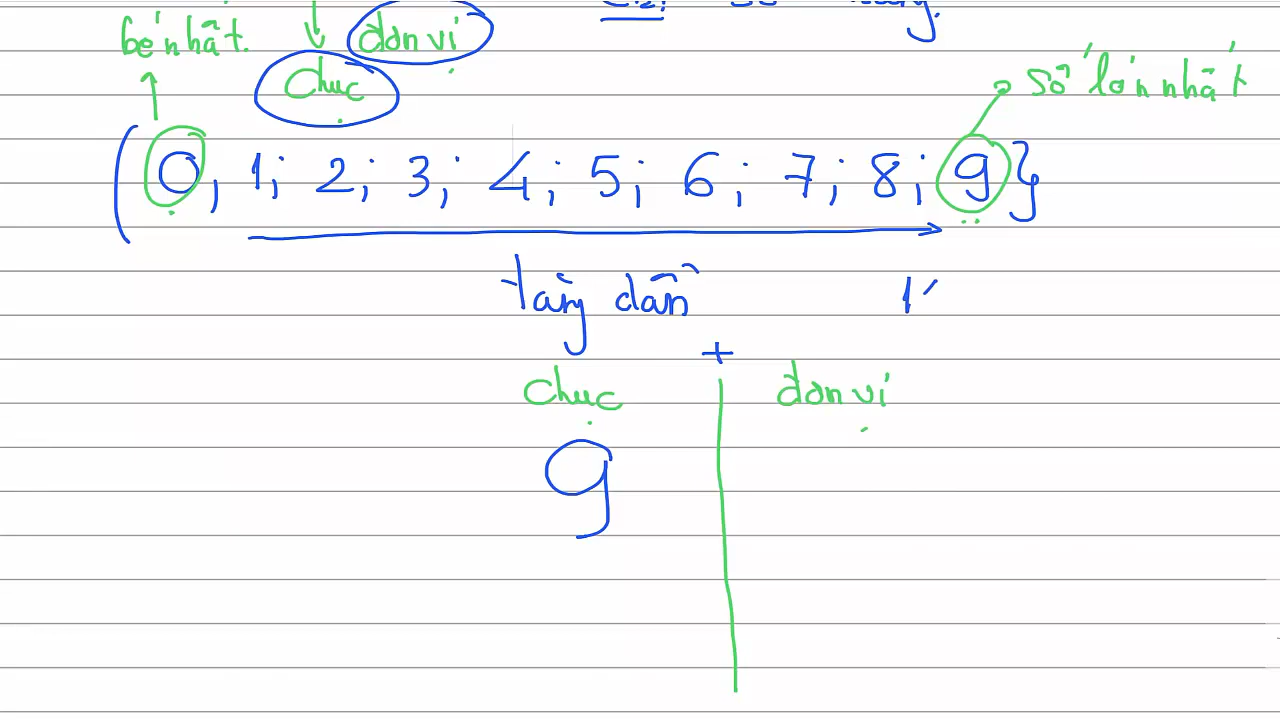 bé nhất. đơn vị
chục số lớn nhất
{0, 1; 2; 3; 4; 5; 6; 7; 8; 9}
tăng dần
+
chục đơn vị
9